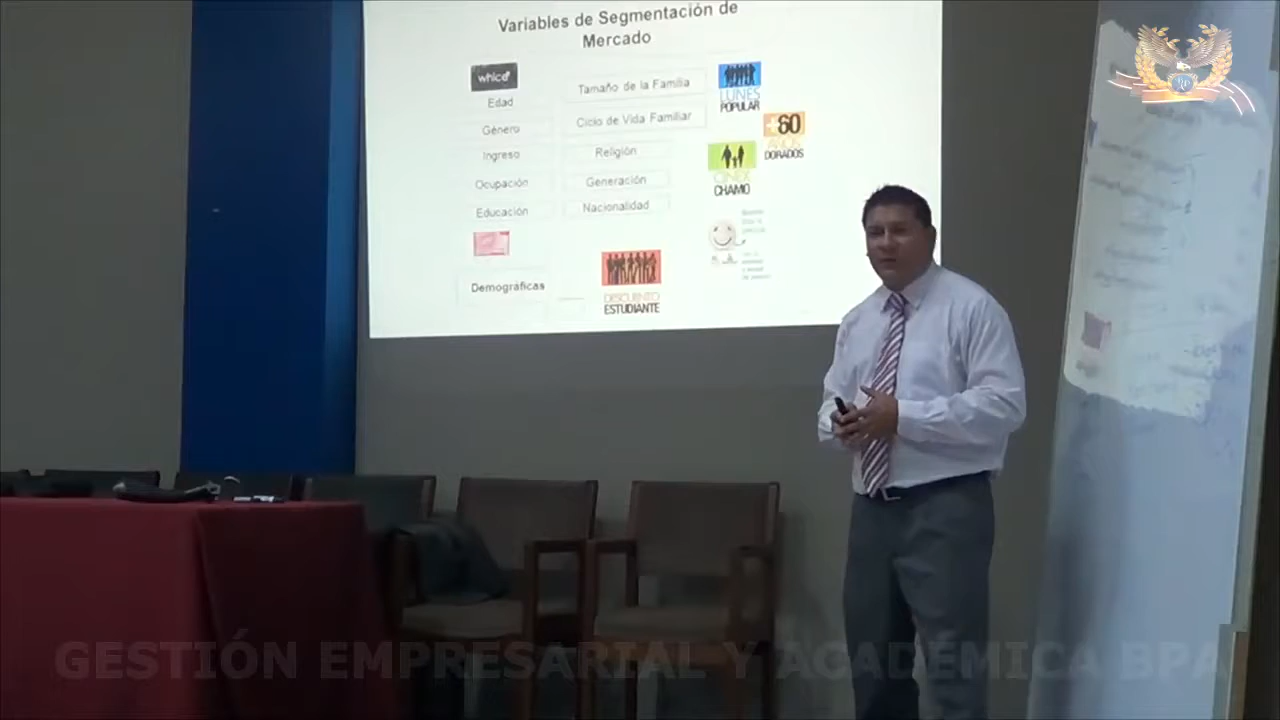 Variables de Segmentación de
Mercado
whice
Edad
Género
Ingreso
Ocupación
Educación
Demográficas
Tamaño de la Familia
Ciclo de Vida Familiar
Religión
Generación
Nacionalidad
DESCUENTO
ESTUDIANTE
LUNES
POPULAR
+60
AÑOS
DORADOS
CINEX
CHAMO
GESTIÓN EMPRESARIAL Y ACADÉMICA BPA